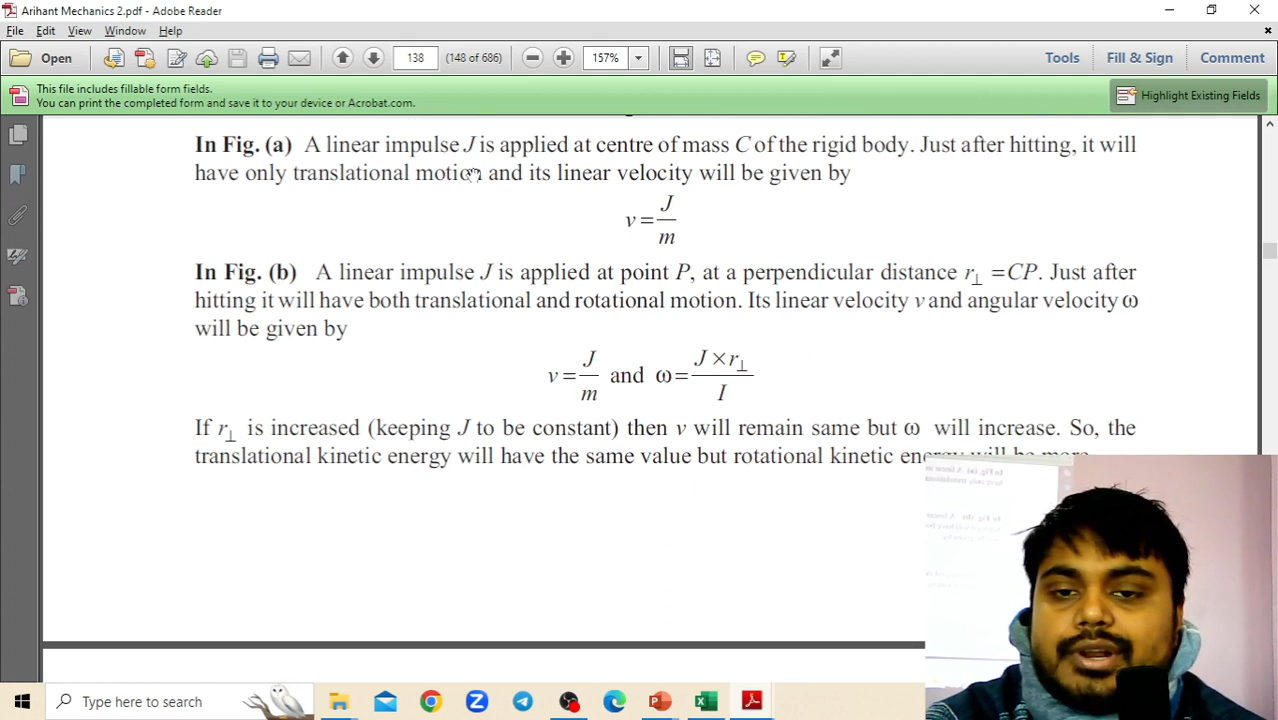 Arihant Mechanics 2.pdf - Adobe Reader
File Edit View Window Help
Open 138 (148 of 686) 157% Tools Fill & Sign Comment
This file includes fillable form fields.
You can print the completed form and save it to your device or Acrobat.com.
Highlight Existing Fields
In Fig. (a) A linear impulse J is applied at centre of mass C of the rigid body. Just after hitting, it will
have only translational motion and its linear velocity will be given by
v = J/m
In Fig. (b) A linear impulse J is applied at point P, at a perpendicular distance r⊥ = CP. Just after
hitting it will have both translational and rotational motion. Its linear velocity v and angular velocity ω
will be given by
v = J/m and ω = J × r⊥/I
If r⊥ is increased (keeping J to be constant) then v will remain same but ω will increase. So, the
translational kinetic energy will have the same value but rotational kinetic energy will be more.
Type here to search